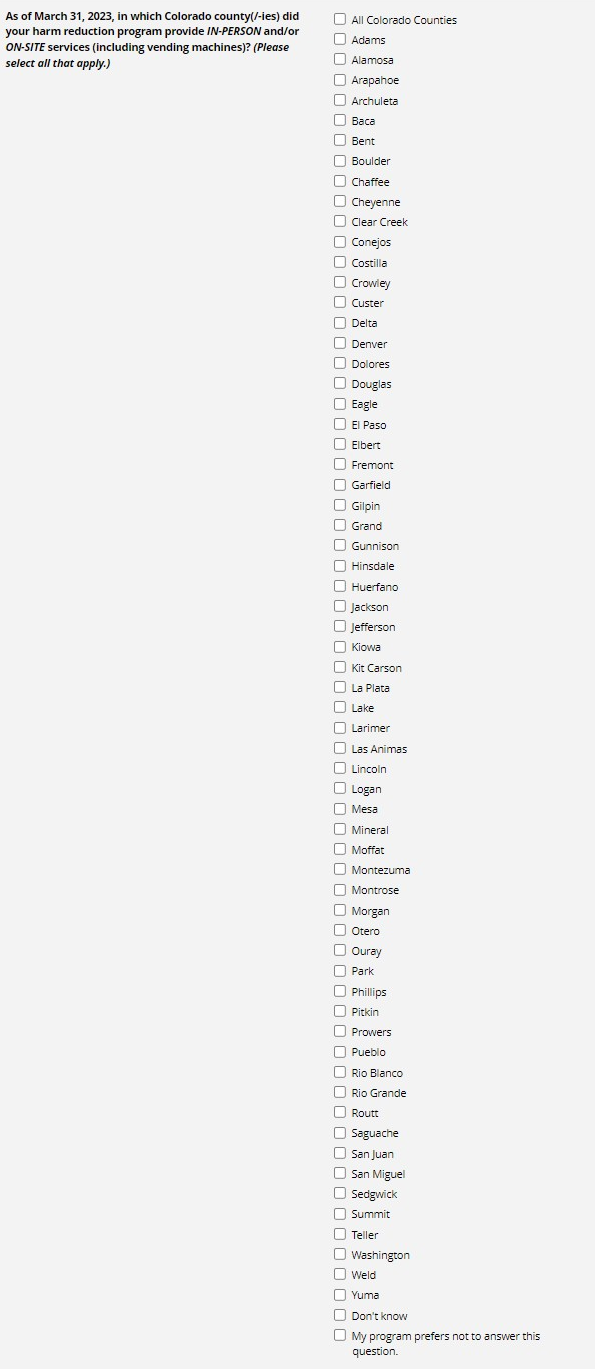 As of March 31, 2023, in which Colorado county(/-ies) did
your harm reduction program provide IN-PERSON and/or
ON-SITE services (including vending machines)? (Please
select all that apply.)
All Colorado Counties
Adams
Alamosa
Arapahoe
Archuleta
Baca
Bent
Boulder
Chaffee
Cheyenne
Clear Creek
Conejos
Costilla
Crowley
Custer
Delta
Denver
Dolores
Douglas
Eagle
El Paso
Elbert
Fremont
Garfield
Gilpin
Grand
Gunnison
Hinsdale
Huerfano
Jackson
Jefferson
Kiowa
Kit Carson
La Plata
Lake
Larimer
Las Animas
Lincoln
Logan
Mesa
Mineral
Moffat
Montezuma
Montrose
Morgan
Otero
Ouray
Park
Phillips
Pitkin
Prowers
Pueblo
Rio Blanco
Rio Grande
Routt
Saguache
San Juan
San Miguel
Sedgwick
Summit
Teller
Washington
Weld
Yuma
Don't know
My program prefers not to answer this
question.